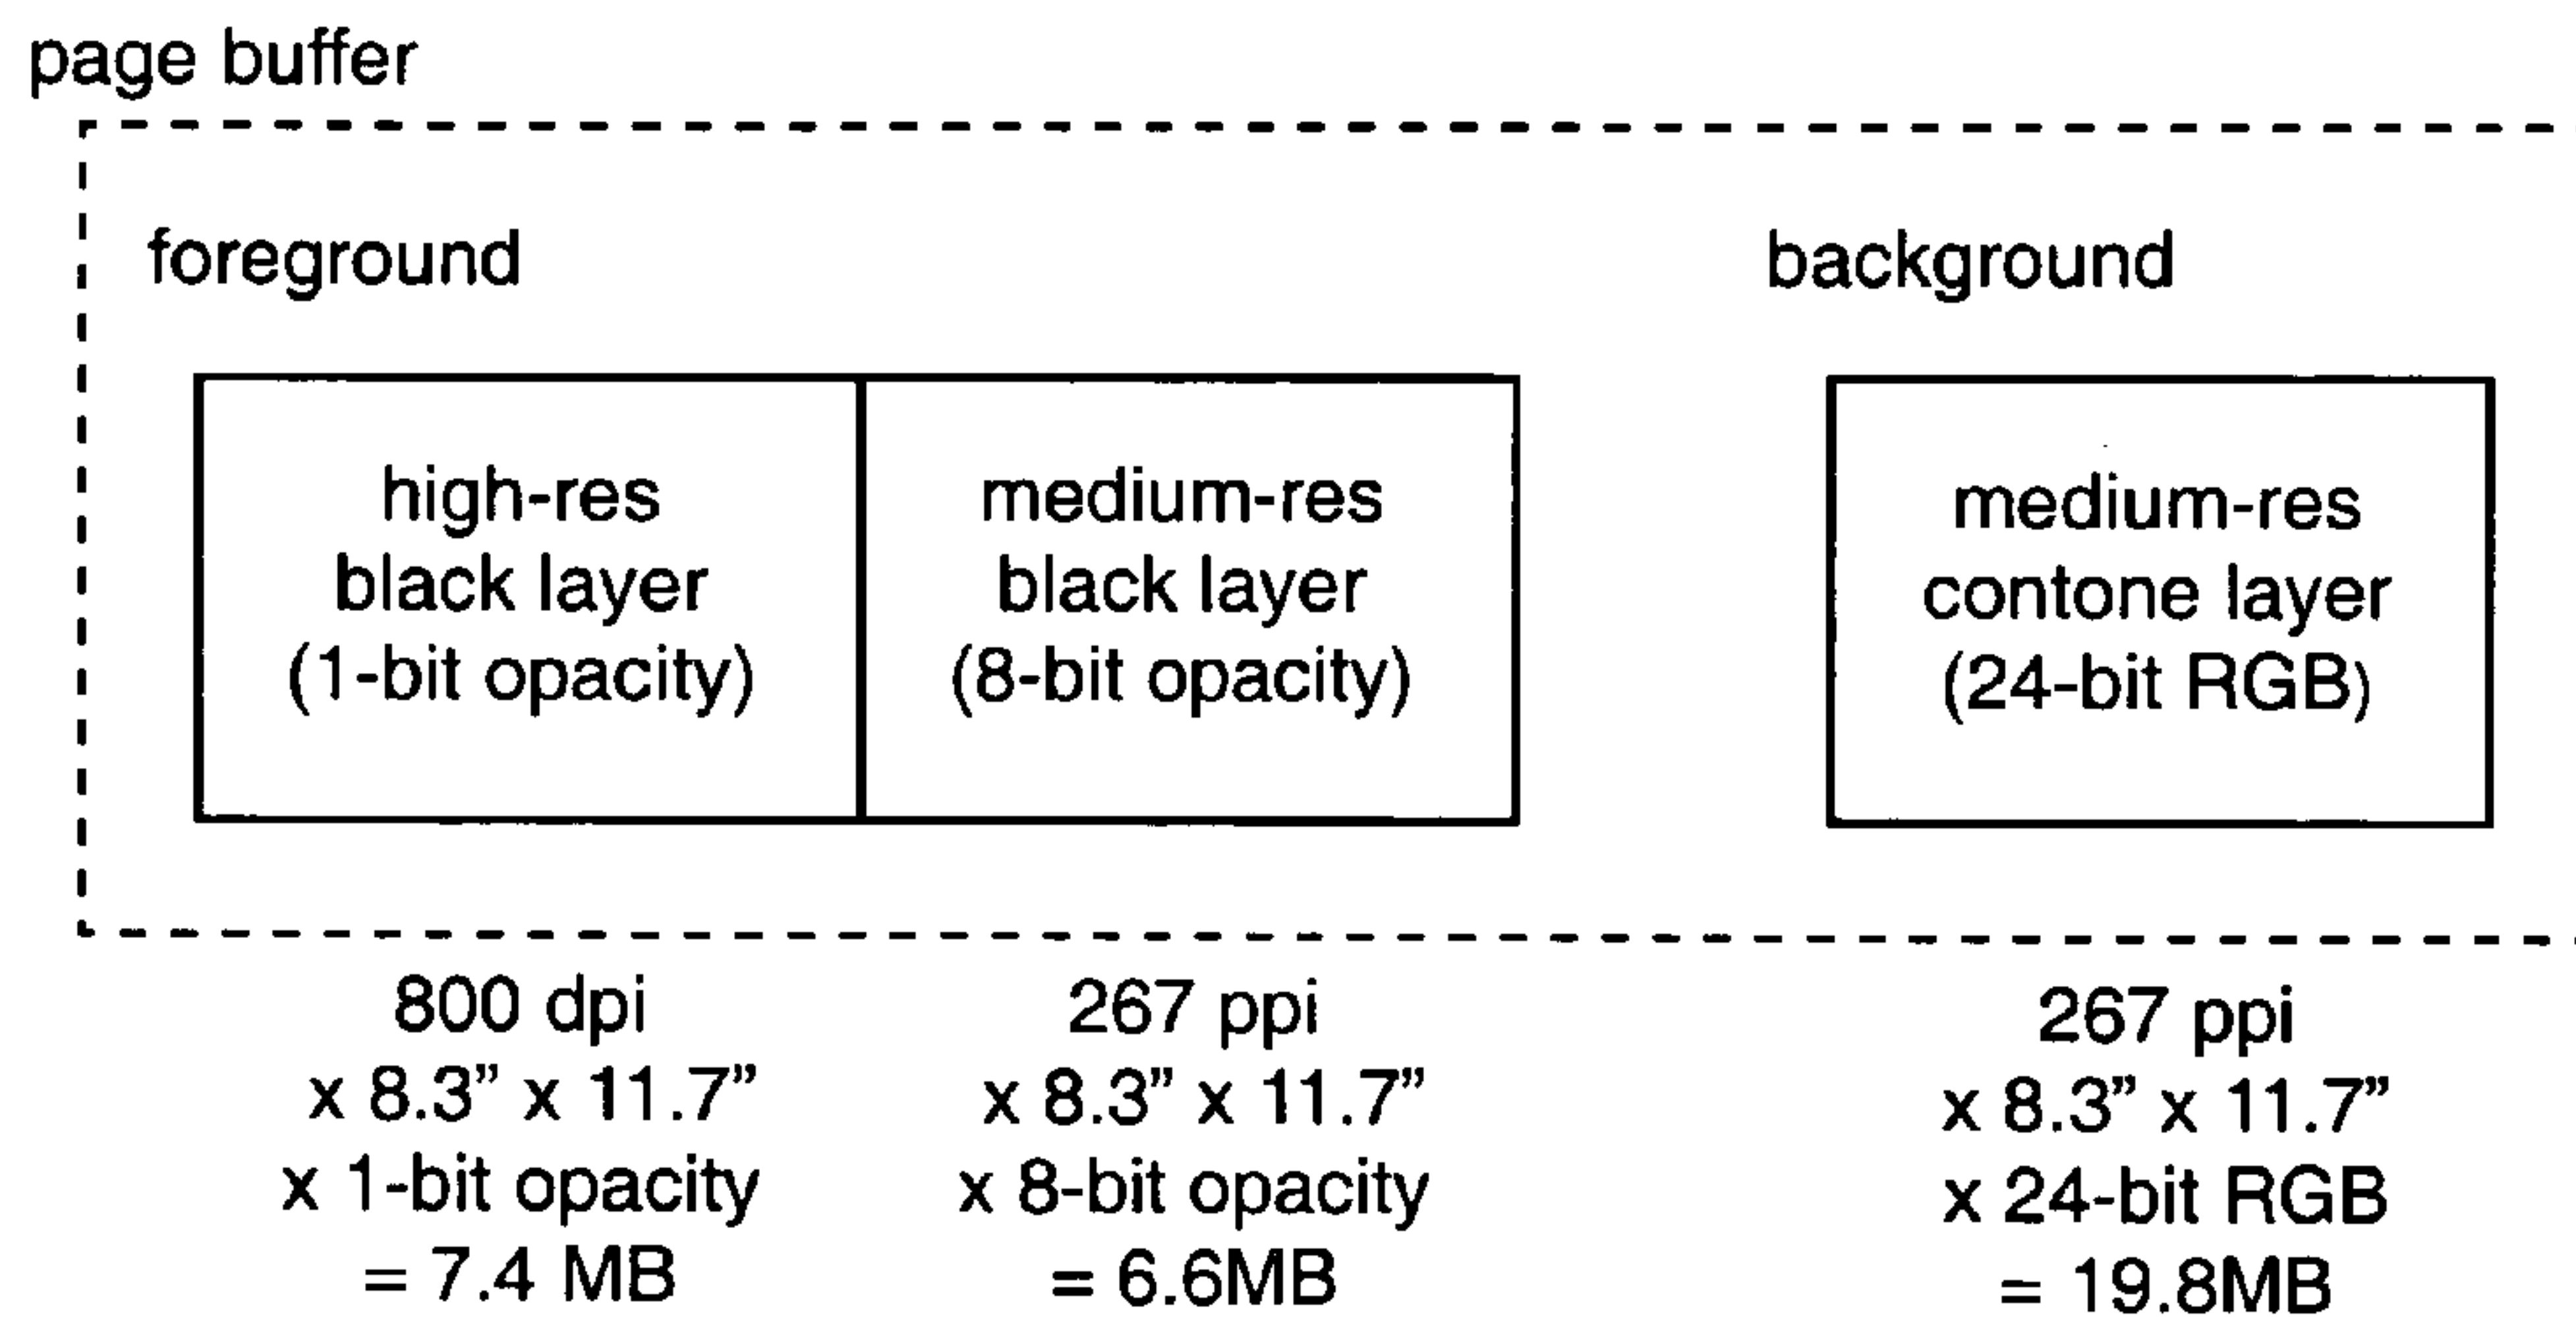 page buffer
foreground
background
high-res
black layer
(1-bit opacity)
medium-res
black layer
(8-bit opacity)
medium-res
contone layer
(24-bit RGB)
800 dpi
x 8.3” x 11.7”
x 1-bit opacity
= 7.4 MB
267 ppi
x 8.3” x 11.7”
x 8-bit opacity
= 6.6MB
267 ppi
x 8.3” x 11.7”
x 24-bit RGB
= 19.8MB